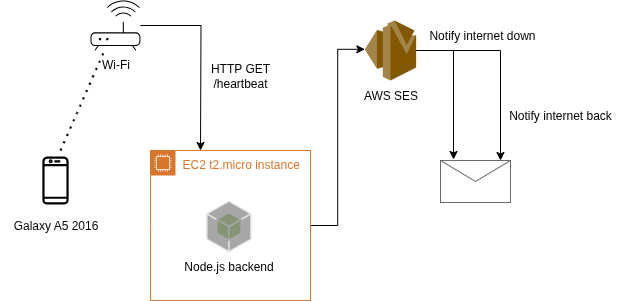 Wi-Fi
Galaxy A5 2016
HTTP GET
/heartbeat
EC2 t2.micro instance
Node.js backend
AWS SES
Notify internet down
Notify internet back